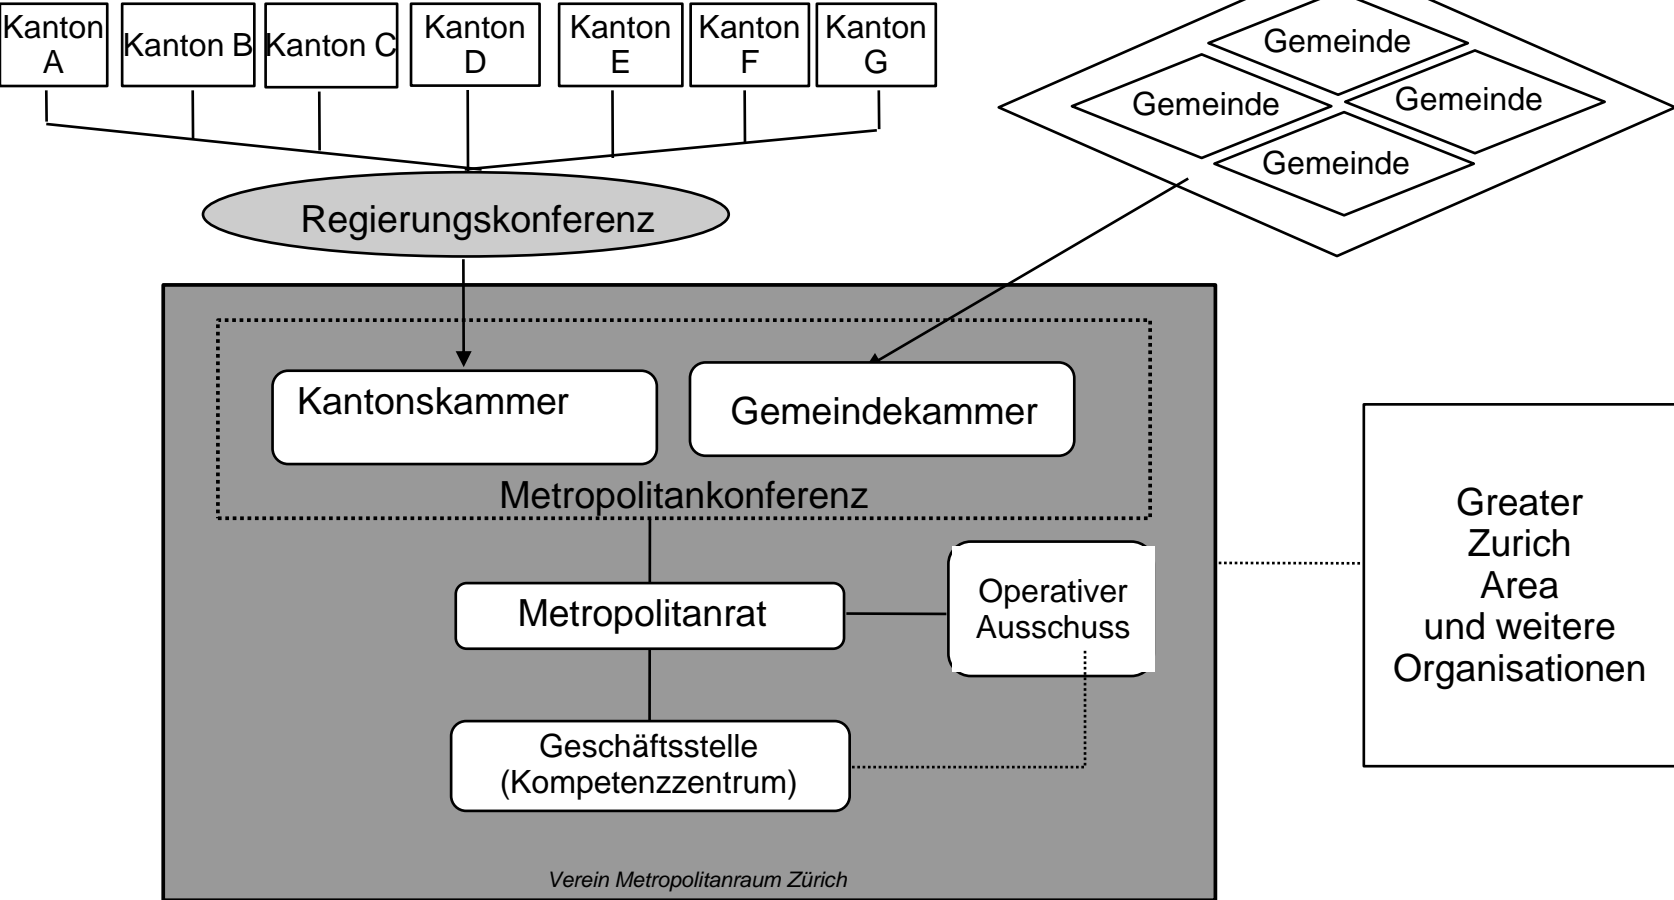 Kanton
A
Kanton B
Kanton C
Kanton
D
Kanton
E
Kanton
F
Kanton
G
Gemeinde
Gemeinde
Gemeinde
Gemeinde
Regierungskonferenz
Kantonskammer
Gemeindekammer
Metropolitankonferenz
Metropolitanrat
Operativer
Ausschuss
Geschäftsstelle
(Kompetenzzentrum)
Verein Metropolitanraum Zürich
Greater
Zurich
Area
und weitere
Organisationen